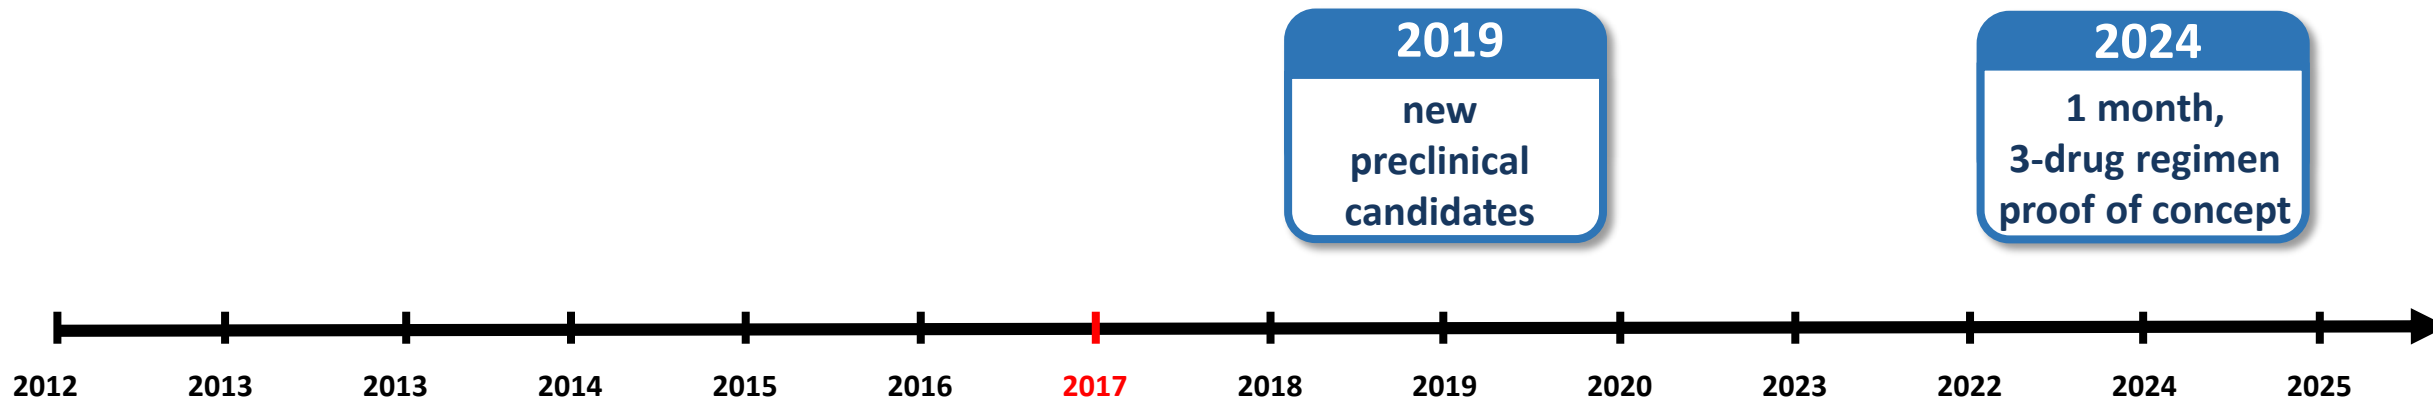 2019
new
preclinical
candidates
2024
1 month,
3-drug regimen
proof of concept
2012 2013 2013 2014 2015 2016 2017 2018 2019 2020 2023 2022 2024 2025